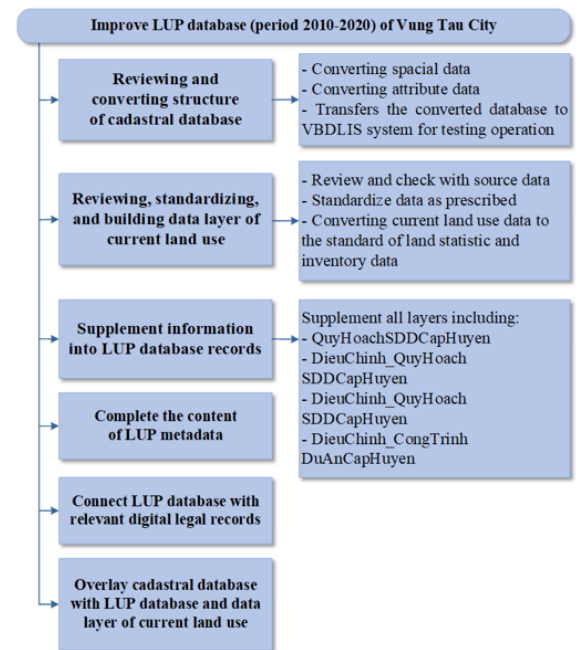 Improve LUP database (period 2010-2020) of Vung Tau City
Reviewing and
converting structure
of cadastral database
- Converting spacial data
- Converting attribute data
- Transfers the converted database to
VBDLIS system for testing operation
Reviewing, standardizing,
and building data layer of
current land use
- Review and check with source data
- Standardize data as prescribed
- Converting current land use data to
the standard of land statistic and
inventory data
Supplement information
into LUP database records
Supplement all layers including:
- QuyHoachSDDCapHuyen
- DieuChinh_QuyHoach
SDDCapHuyen
- DieuChinh_QuyHoach
SDDCapHuyen
- DieuChinh_CongTrinh
DuAnCapHuyen
Complete the content
of LUP metadata
Connect LUP database with
relevant digital legal records
Overlay cadastral database
with LUP database and data
layer of current land use